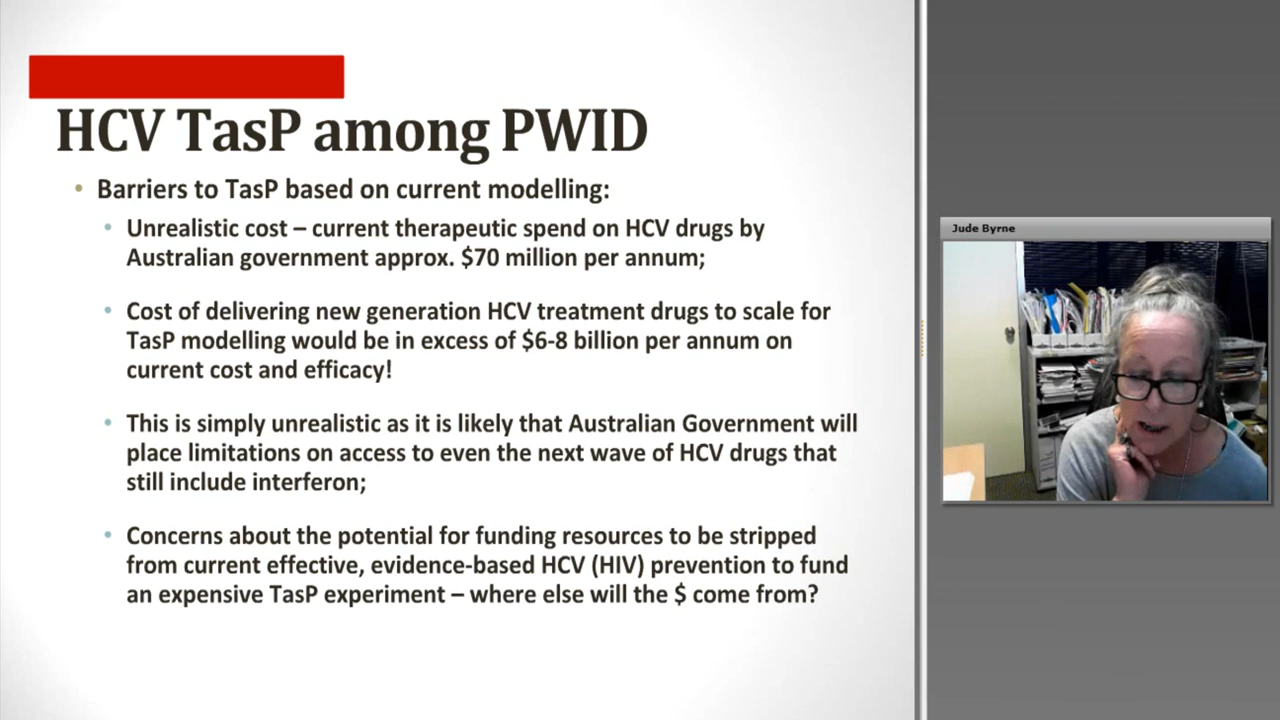 HCV TasP among PWID
• Barriers to TasP based on current modelling:
• Unrealistic cost – current therapeutic spend on HCV drugs by
Australian government approx. $70 million per annum;
• Cost of delivering new generation HCV treatment drugs to scale for
TasP modelling would be in excess of $6-8 billion per annum on
current cost and efficacy!
• This is simply unrealistic as it is likely that Australian Government will
place limitations on access to even the next wave of HCV drugs that
still include interferon;
• Concerns about the potential for funding resources to be stripped
from current effective, evidence-based HCV (HIV) prevention to fund
an expensive TasP experiment – where else will the $ come from?
Jude Byrne